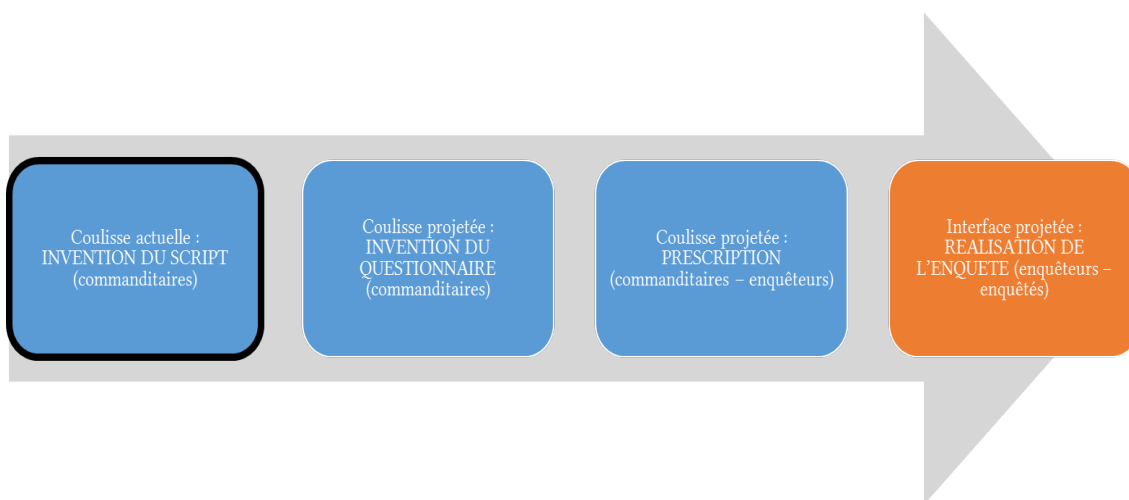 Coulisse actuelle :
INVENTION DU SCRIPT
(commanditaires)
Coulisse projetée :
INVENTION DU
QUESTIONNAIRE
(commanditaires)
Coulisse projetée :
PRESCRIPTION
(commanditaires – enquêteurs)
Interface projetée :
REALISATION DE
L’ENQUETE (enquêteurs –
enquêtés)